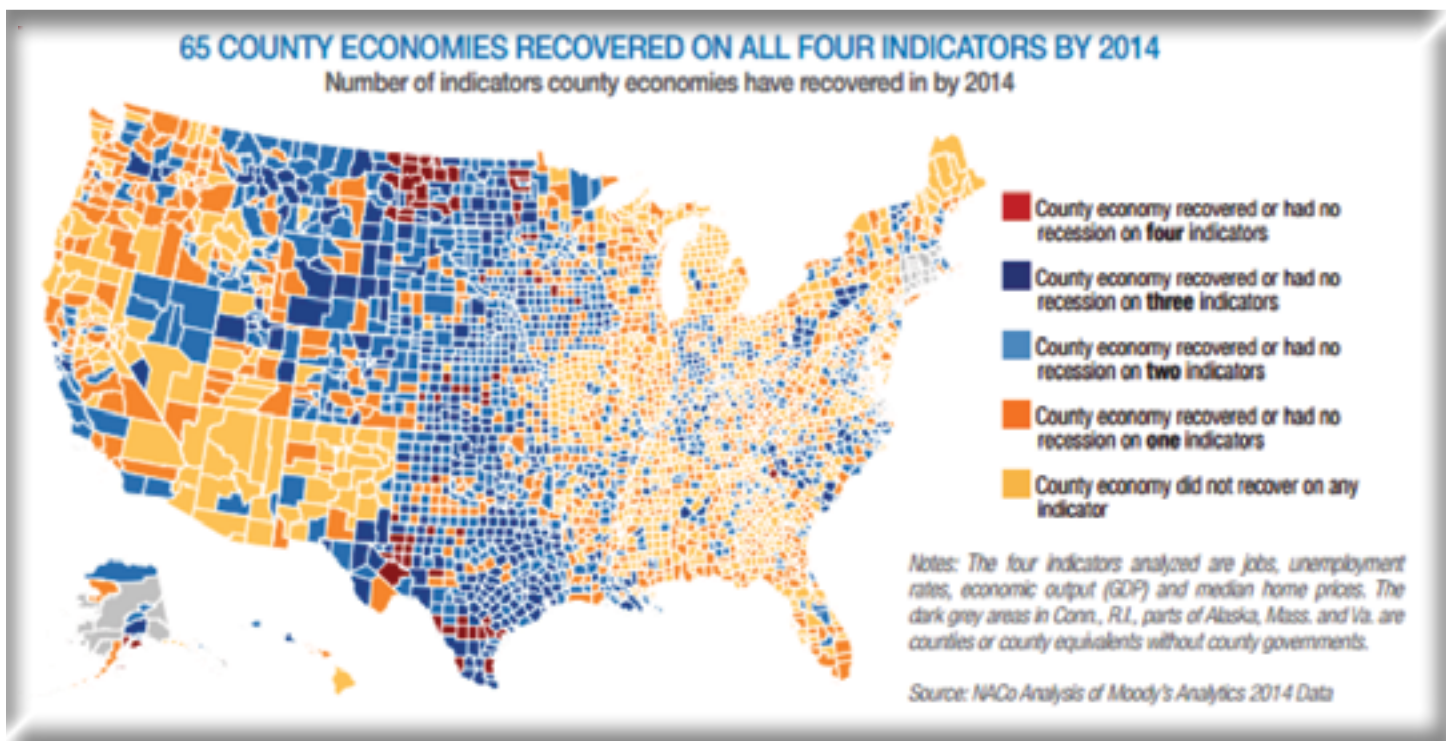 65 COUNTY ECONOMIES RECOVERED ON ALL FOUR INDICATORS BY 2014
Number of indicators county economies have recovered in by 2014
County economy recovered or had no
recession on four indicators
County economy recovered or had no
recession on three indicators
County economy recovered or had no
recession on two indicators
County economy recovered or had no
recession on one indicators
County economy did not recover on any
indicator
Notes: The four indicators analyzed are jobs, unemployment
rates, economic output (GDP) and median home prices. The
dark grey areas in Conn., R.I., parts of Alaska, Mass. and Va. are
counties or county equivalents without county governments.
Source: NACo Analysis of Moody's Analytics 2014 Data